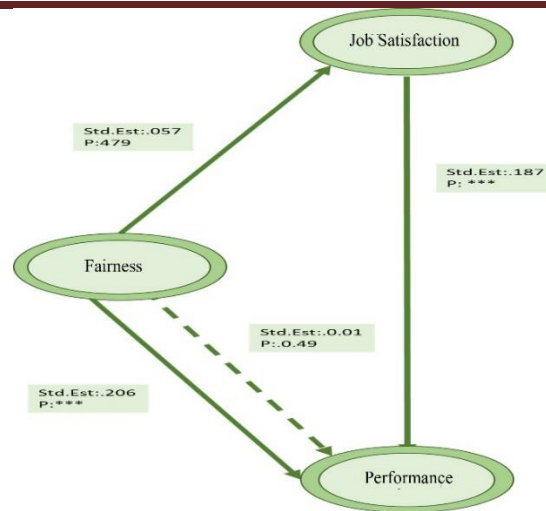 Job Satisfaction
Std.Est:.057
P:479
Std.Est:.187
P: ***
Fairness
Std.Est:.0.01
P:.0.49
Std.Est:.206
P:***
Performance